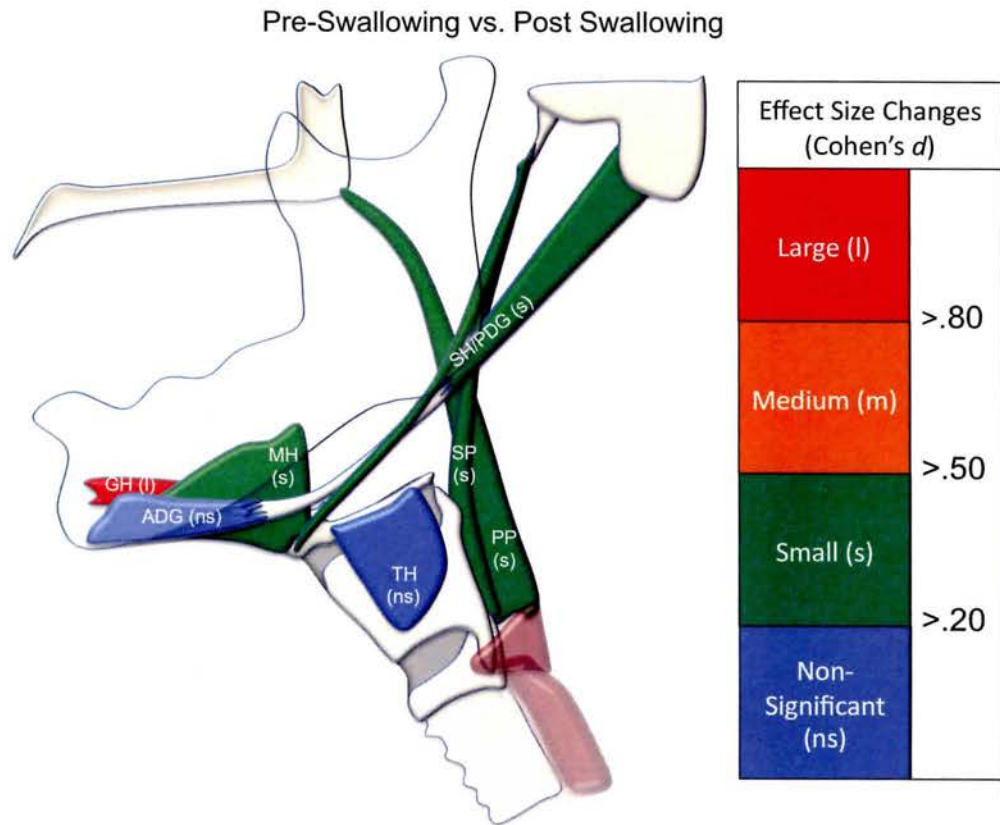 Pre-Swallowing vs. Post Swallowing
Effect Size Changes
(Cohen's d)
Large (l)
>.80
Medium (m)
>.50
Small (s)
>.20
Non-
Significant
(ns)
SH/PDG (s)
MH
(s)
SP
(s)
GH (l)
ADG (ns)
PP
(s)
TH
(ns)